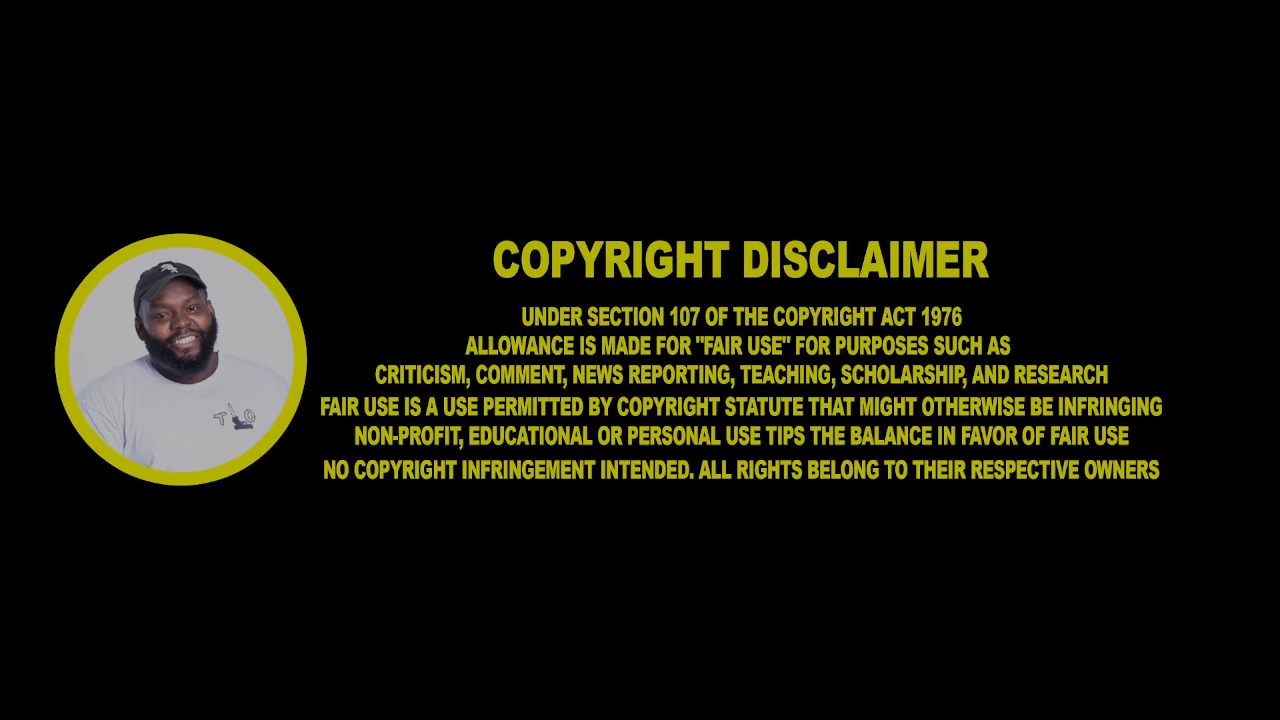 COPYRIGHT DISCLAIMER
UNDER SECTION 107 OF THE COPYRIGHT ACT 1976
ALLOWANCE IS MADE FOR "FAIR USE" FOR PURPOSES SUCH AS
CRITICISM, COMMENT, NEWS REPORTING, TEACHING, SCHOLARSHIP, AND RESEARCH
FAIR USE IS A USE PERMITTED BY COPYRIGHT STATUTE THAT MIGHT OTHERWISE BE INFRINGING
NON-PROFIT, EDUCATIONAL OR PERSONAL USE TIPS THE BALANCE IN FAVOR OF FAIR USE
NO COPYRIGHT INFRINGEMENT INTENDED. ALL RIGHTS BELONG TO THEIR RESPECTIVE OWNERS